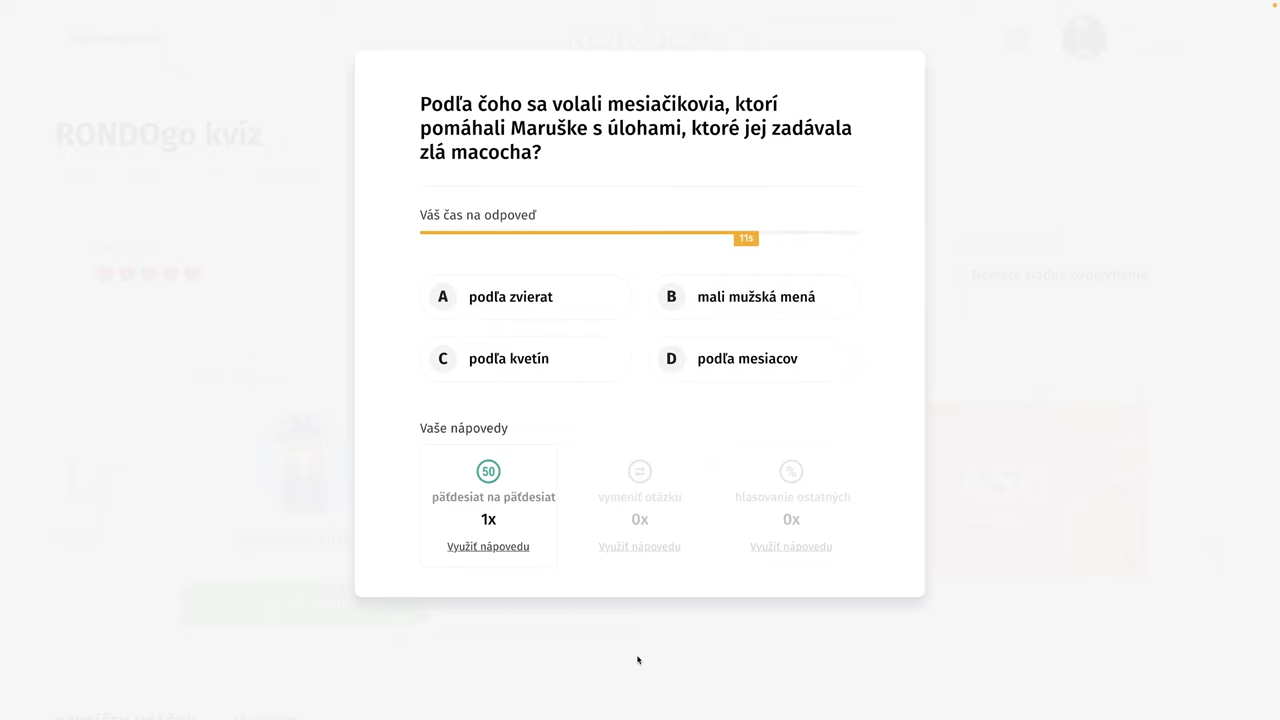 RONDOgo kvíz
Podľa čoho sa volali mesiačikovia, ktorí
pomáhali Maruške s úlohami, ktoré jej zadávala
zlá macocha?
Váš čas na odpoveď
11s
A podľa zvierat
B mali mužská mená
C podľa kvetín
D podľa mesiacov
Vaše nápovedy
50
päťdesiat na päťdesiat
1x
Využiť nápovedu
vymeniť otázku
0x
Využiť nápovedu
%
hlasovanie ostatných
0x
Využiť nápovedu